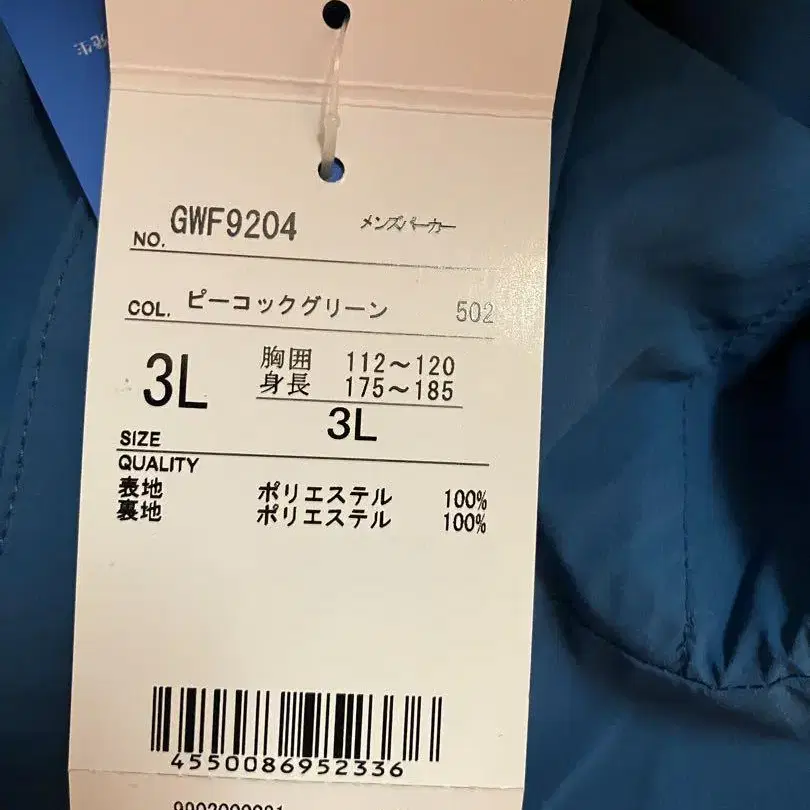 NO. GWF9204 メンズパーカー
COL. ピーコックグリーン 502
3L
胸囲 112～120
身長 175～185
3L
SIZE
QUALITY
表地 ポリエステル 100%
裏地 ポリエステル 100%
4550086952336